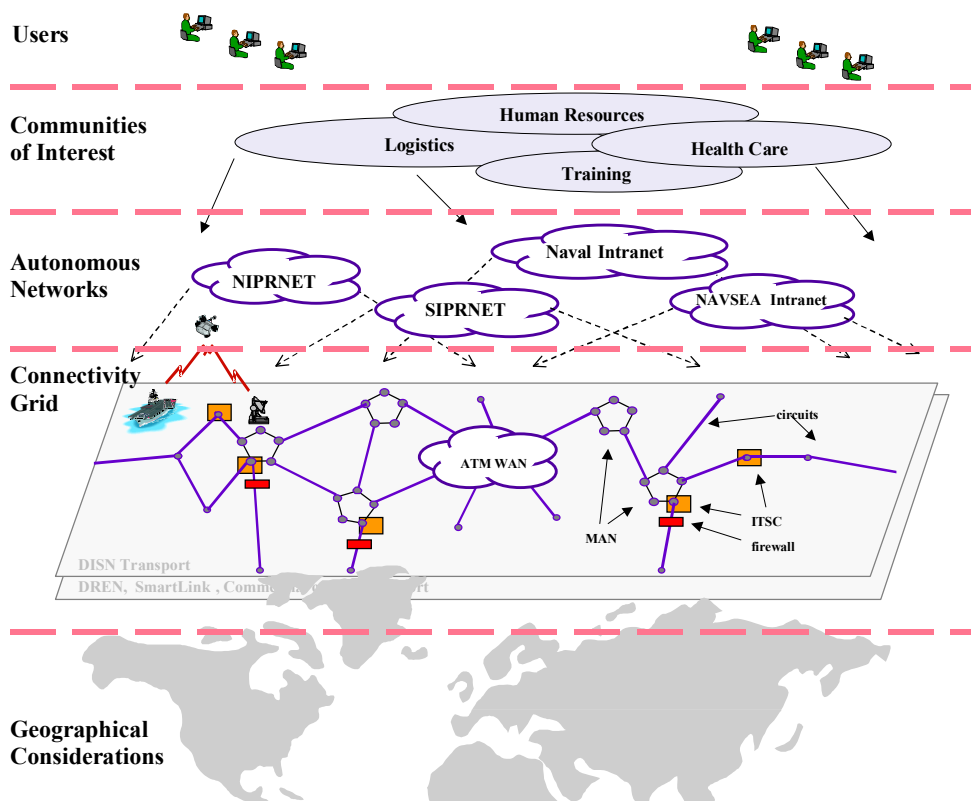 Users
Communities
of Interest
Human Resources
Logistics
Health Care
Training
Autonomous
Networks
Naval Intranet
NIPRNET
SIPRNET
NAVSEA Intranet
Connectivity
Grid
circuits
ATM WAN
MAN
ITSC
firewall
DISN Transport
DREN, SmartLink , Comme
Geographical
Considerations